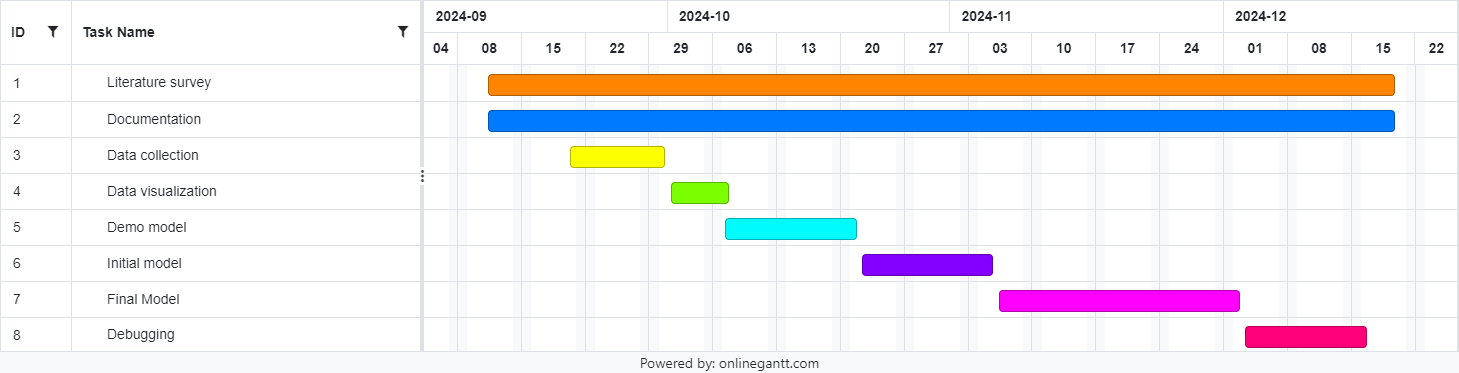 2024-09 2024-10 2024-11 2024-12
ID Task Name
04 08 15 22 29 06 13 20 27 03 10 17 24 01 08 15 22
1 Literature survey
2 Documentation
3 Data collection
4 Data visualization
5 Demo model
6 Initial model
7 Final Model
8 Debugging
Powered by: onlinegantt.com